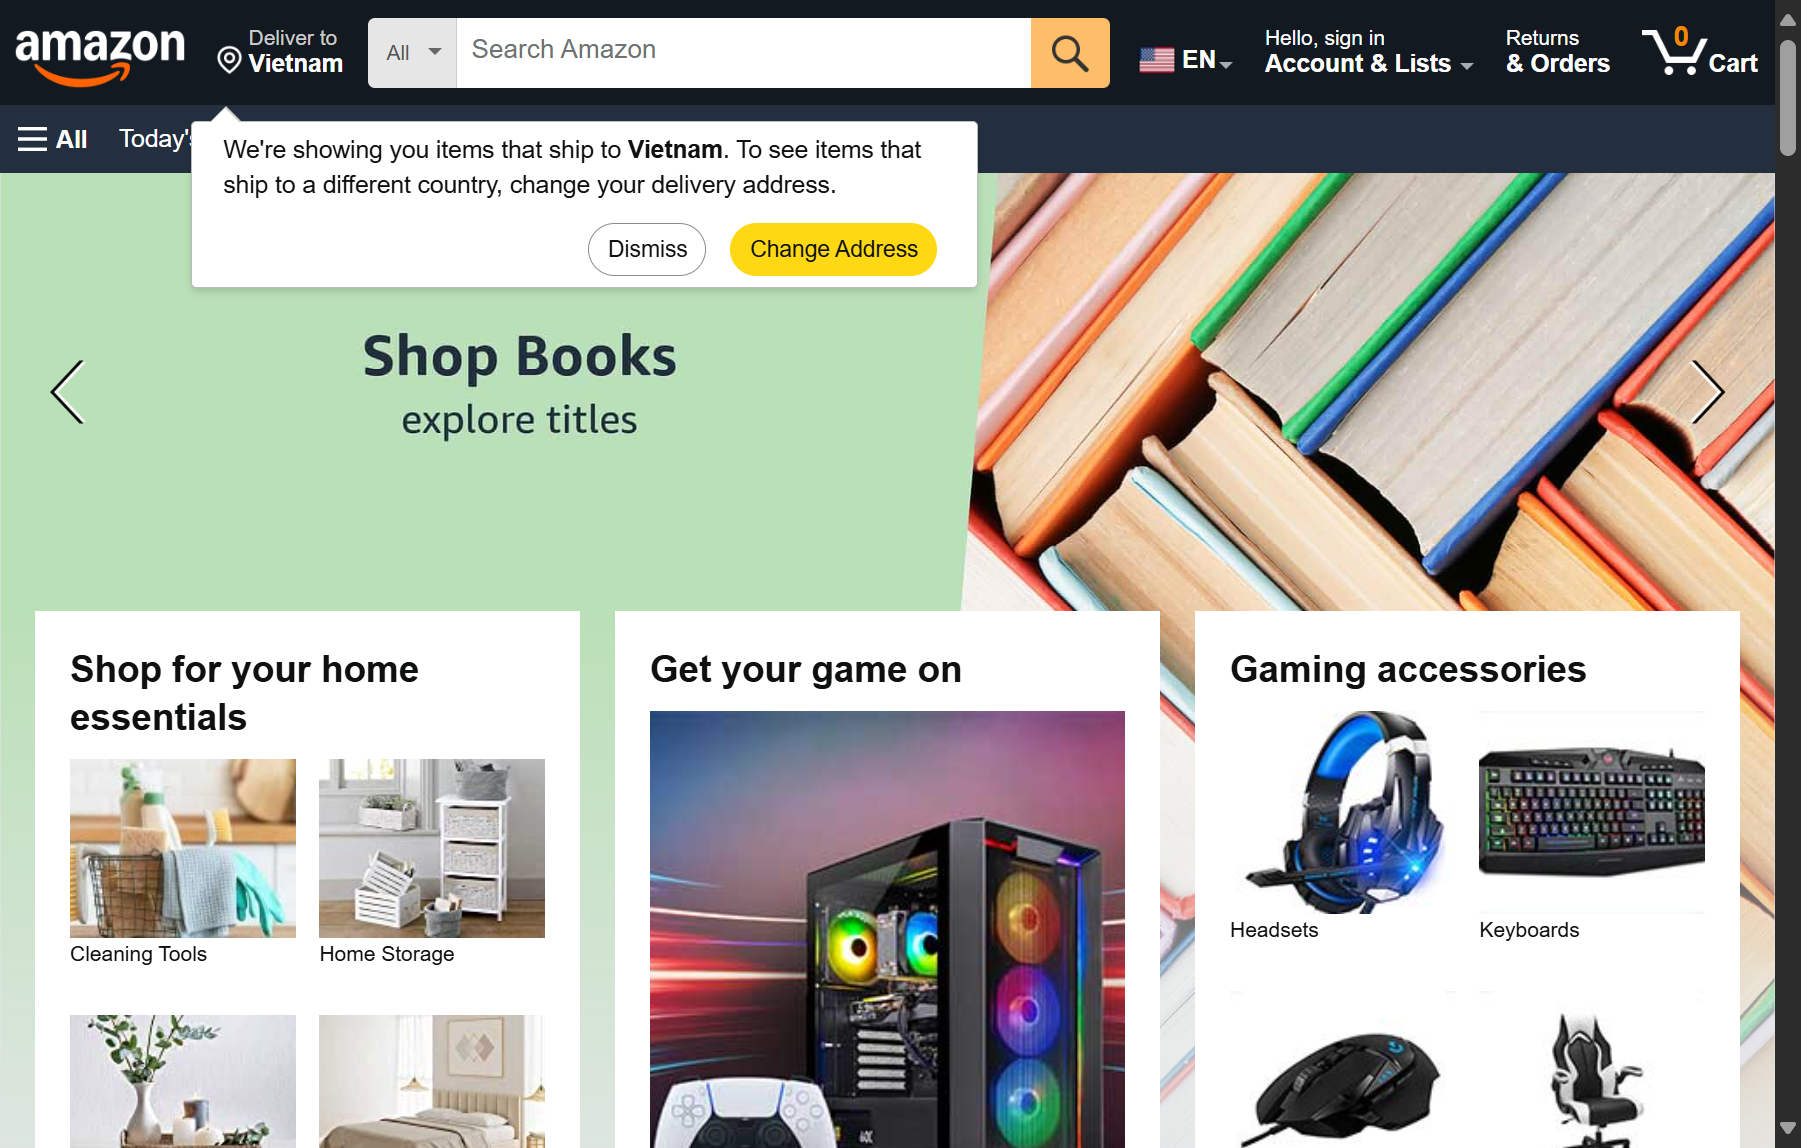 amazon
Deliver to
Vietnam
All
Search Amazon
EN
Hello, sign in
Account & Lists
Returns
& Orders
0
Cart
All
Today's
We're showing you items that ship to Vietnam. To see items that
ship to a different country, change your delivery address.
Dismiss
Change Address
Shop Books
explore titles
Shop for your home
essentials
Cleaning Tools
Home Storage
Get your game on
Gaming accessories
Headsets
Keyboards